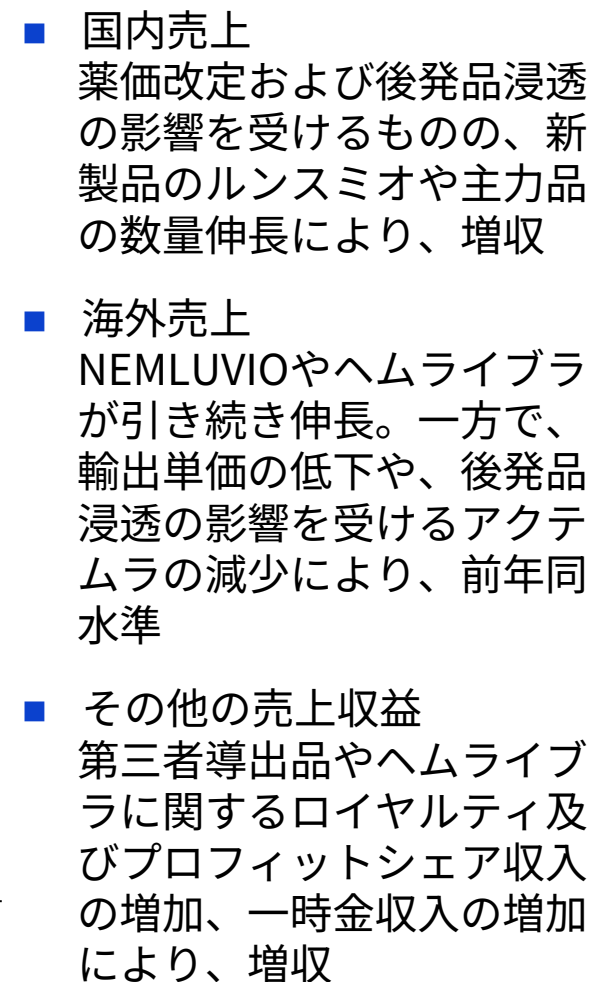 ■ 国内売上
薬価改定および後発品浸透
の影響を受けるものの、新
製品のルンスミオや主力品
の数量伸長により、増収
■ 海外売上
NEMLUVIOやヘムライブラ
が引き続き伸長。一方で、
輸出単価の低下や、後発品
浸透の影響を受けるアクテ
ムラの減少により、前年同
水準
■ その他の売上収益
第三者導出品やヘムライブ
ラに関するロイヤルティ及
びプロフィットシェア収入
の増加、一時金収入の増加
により、増収